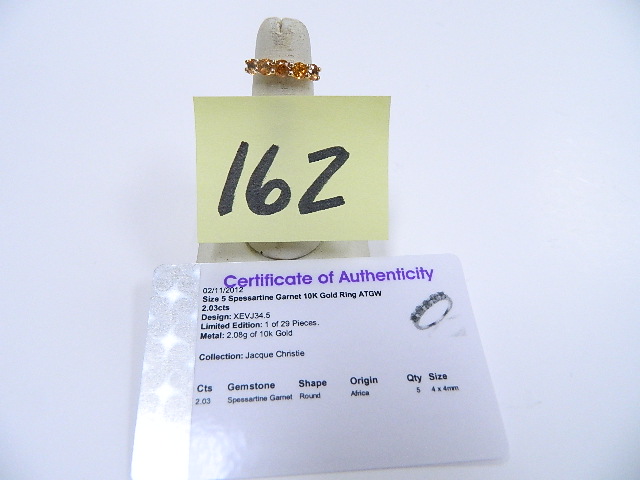 162
Certificate of Authenticity
02/11/2012
Size 5 Spessartine Garnet 10K Gold Ring ATGW
2.03cts
Design: XEVJ34.5
Limited Edition: 1 of 29 Pieces.
Metal: 2.08g of 10k Gold
Collection: Jacque Christie
Cts Gemstone Shape Origin Qty Size
2.03 Spessartine Garnet Round Africa 5 4 x 4mm